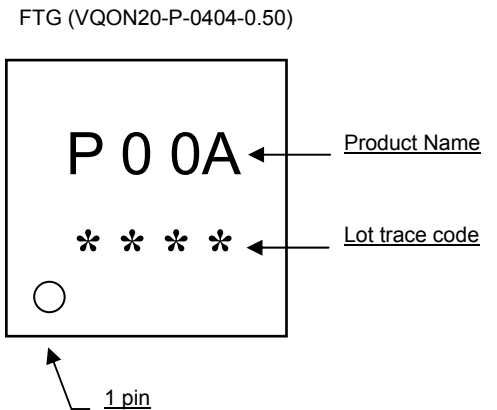 FTG (VQON20-P-0404-0.50)
P 0 0A
Product Name
* * * *
Lot trace code
1 pin